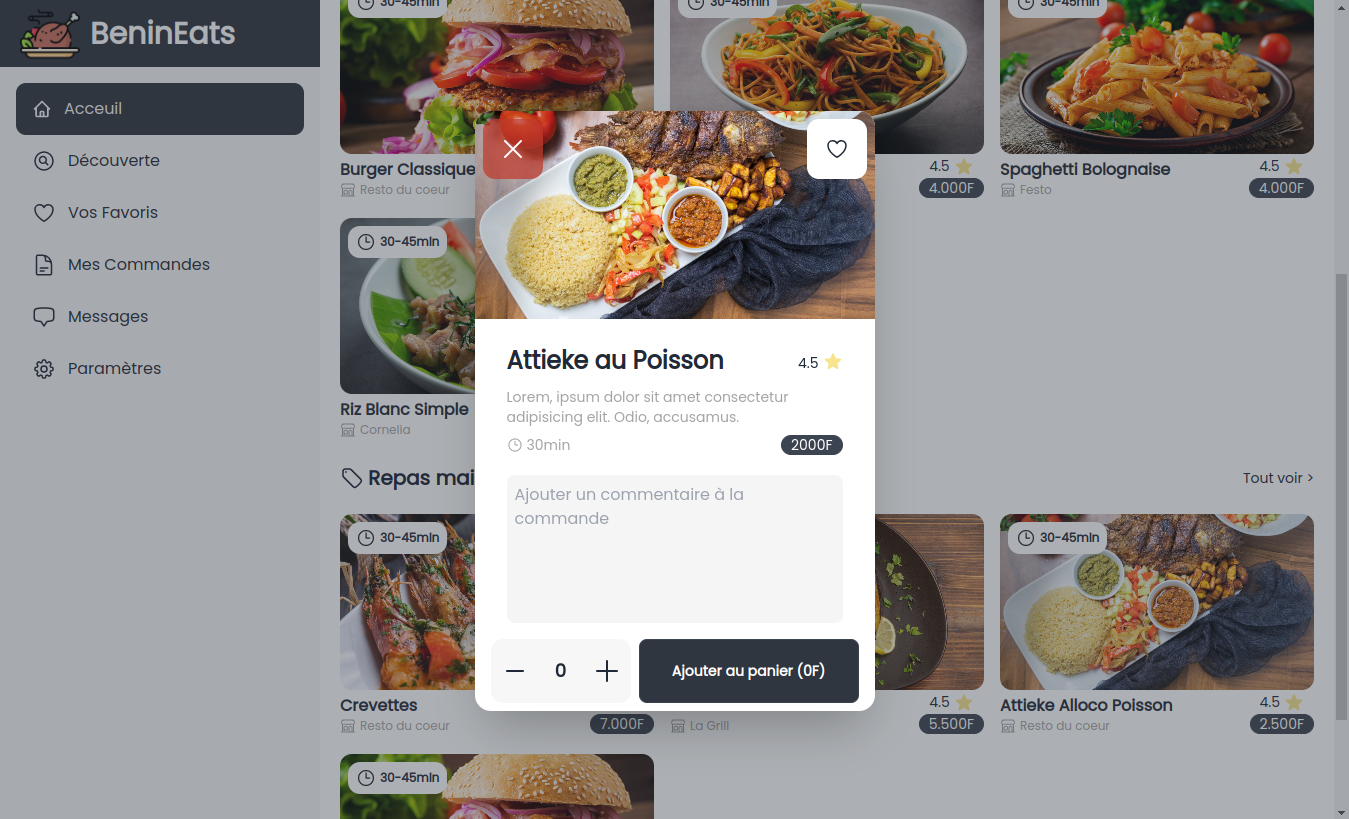 BeninEats
Acceuil
Découverte
Vos Favoris
Mes Commandes
Messages
Paramètres
30-45min
30-45min
30-45min
Burger Classique
Resto du coeur
4.5
4.000F
Spaghetti Bolognaise
4.5
Festo
4.000F
30-45min
Riz Blanc Simple
Cornelia
Repas mai
Tout voir >
30-45min
30-45min
Crevettes
Resto du coeur
7.000F
4.5
La Grill
5.500F
Attieke Alloco Poisson
4.5
Resto du coeur
2.500F
30-45min
Attieke au Poisson
4.5
Lorem, ipsum dolor sit amet consectetur
adipisicing elit. Odio, accusamus.
30min
2000F
Ajouter un commentaire à la
commande
0
Ajouter au panier (0F)